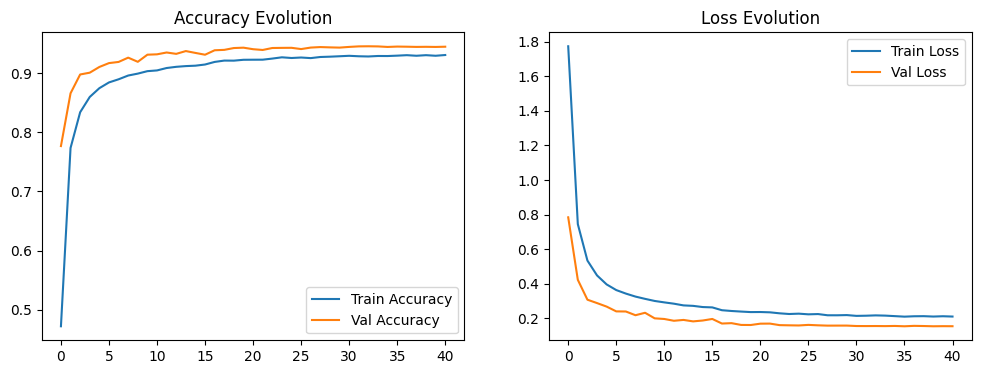 Accuracy Evolution
0.9
0.8
0.7
0.6
0.5
0 5 10 15 20 25 30 35 40
Train Accuracy
Val Accuracy
Loss Evolution
1.8
1.6
1.4
1.2
1.0
0.8
0.6
0.4
0.2
0 5 10 15 20 25 30 35 40
Train Loss
Val Loss